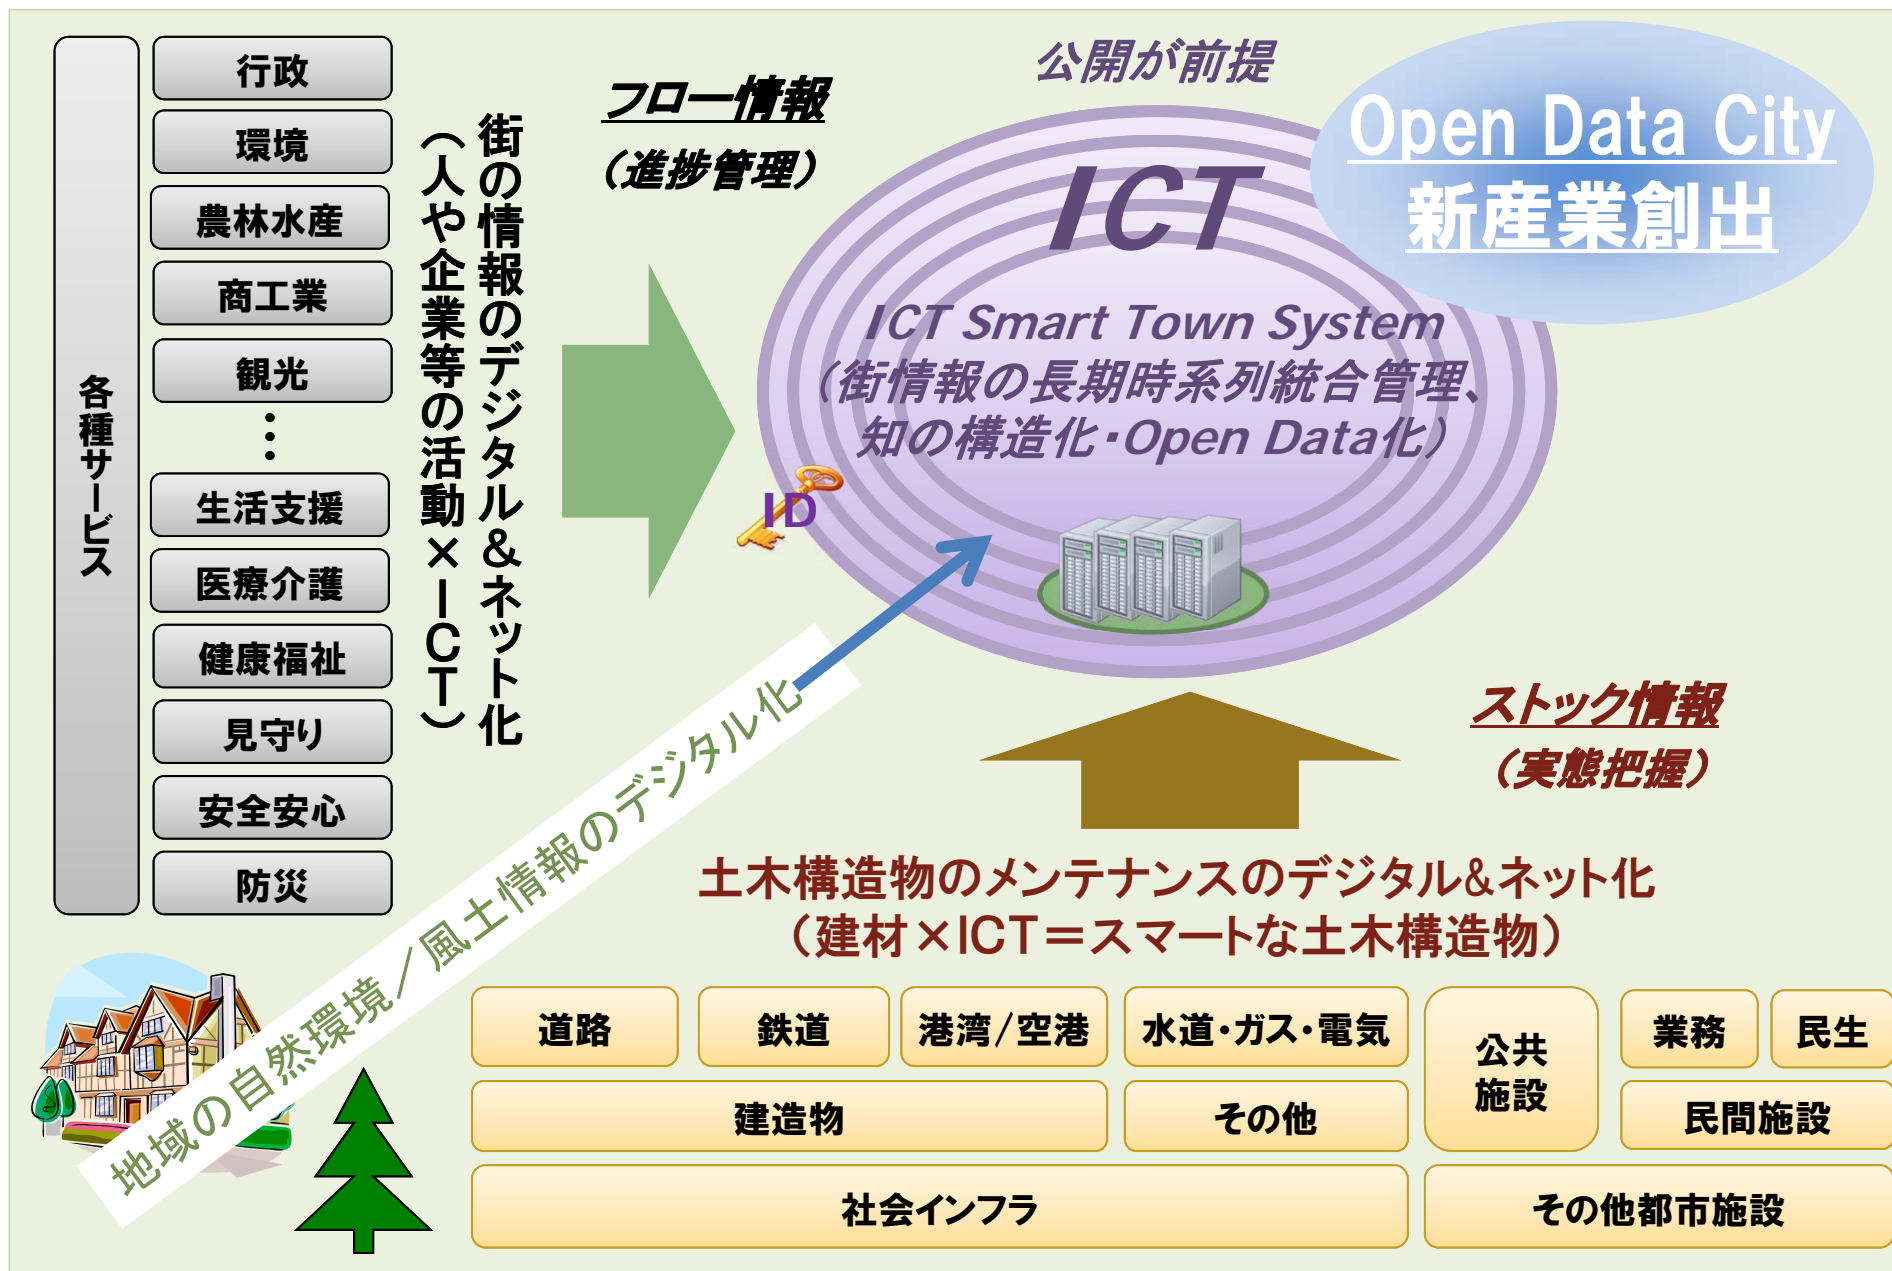 各種サービス
行政
環境
農林水産
商工業
観光
⋮
生活支援
医療介護
健康福祉
見守り
安全安心
防災
街の情報のデジタル&ネット化
（人や企業等の活動×ICT）
フロー情報
（進捗管理）
公開が前提
Open Data City
新産業創出
ICT
ICT Smart Town System
（街情報の長期時系列統合管理、
知の構造化・Open Data化）
ID
地域の自然環境／風土情報のデジタル化
ストック情報
（実態把握）
土木構造物のメンテナンスのデジタル&ネット化
（建材×ICT＝スマートな土木構造物）
道路
鉄道
港湾/空港
水道・ガス・電気
公共
施設
業務
民生
建造物
その他
民間施設
社会インフラ
その他都市施設